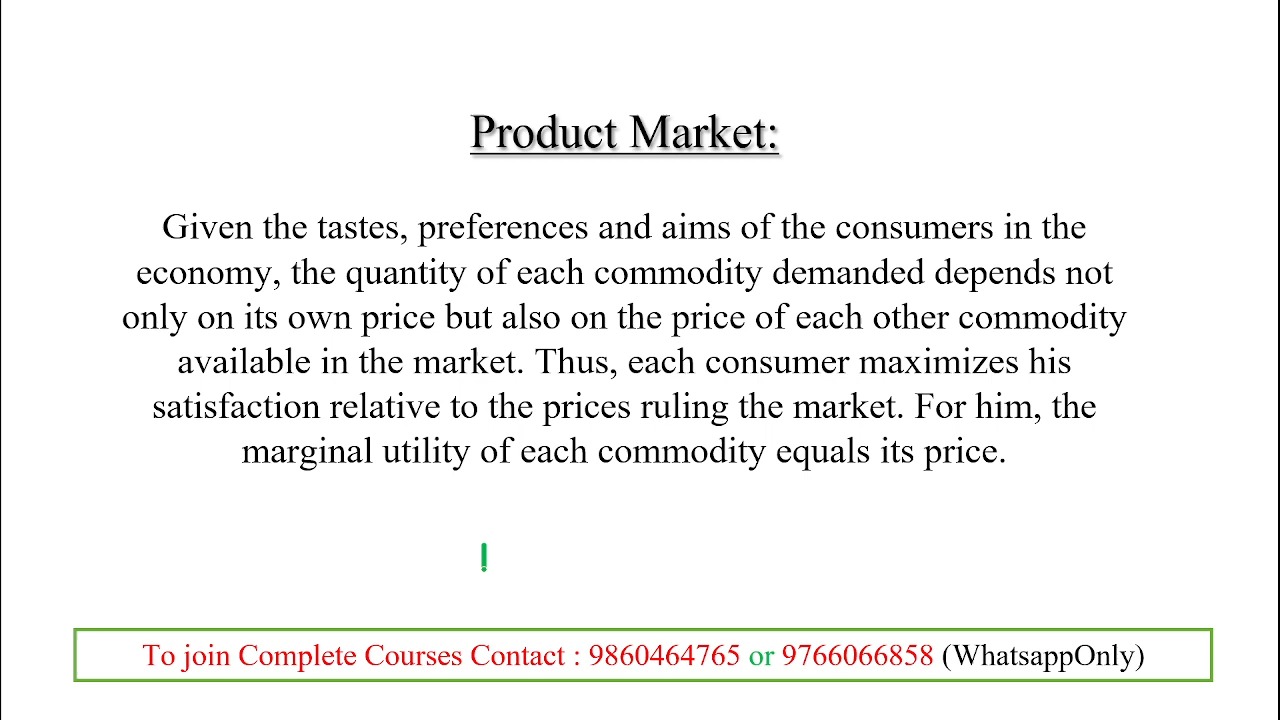 Product Market:
Given the tastes, preferences and aims of the consumers in the
economy, the quantity of each commodity demanded depends not
only on its own price but also on the price of each other commodity
available in the market. Thus, each consumer maximizes his
satisfaction relative to the prices ruling the market. For him, the
marginal utility of each commodity equals its price.
To join Complete Courses Contact : 9860464765 or 9766066858 (WhatsappOnly)